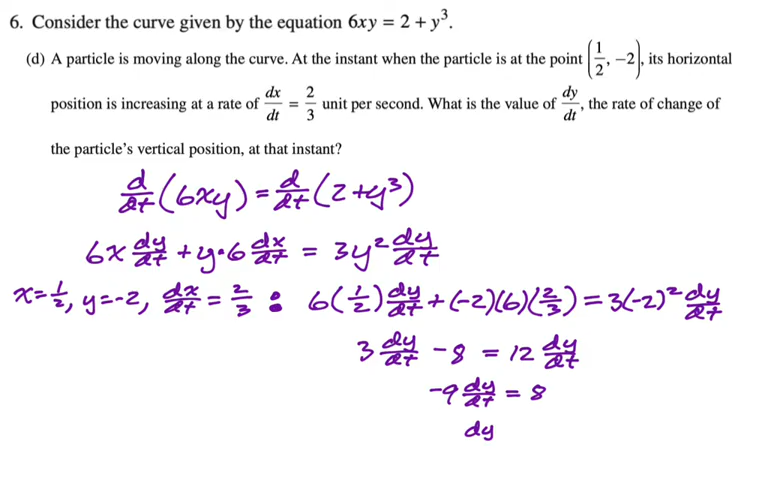 6. Consider the curve given by the equation 6xy = 2 + y³.
(d) A particle is moving along the curve. At the instant when the particle is at the point (1/2, −2), its horizontal
position is increasing at a rate of dx/dt = 2/3 unit per second. What is the value of dy/dt, the rate of change of
the particle's vertical position, at that instant?
d/dt (6xy) = d/dt (2+y³)
6x dy/dt + y·6 dx/dt = 3y² dy/dt
x=1/2, y=-2, dx/dt = 2/3 : 6(1/2) dy/dt + (-2)(6)(2/3) = 3(-2)² dy/dt
3 dy/dt - 8 = 12 dy/dt
-9 dy/dt = 8
dy